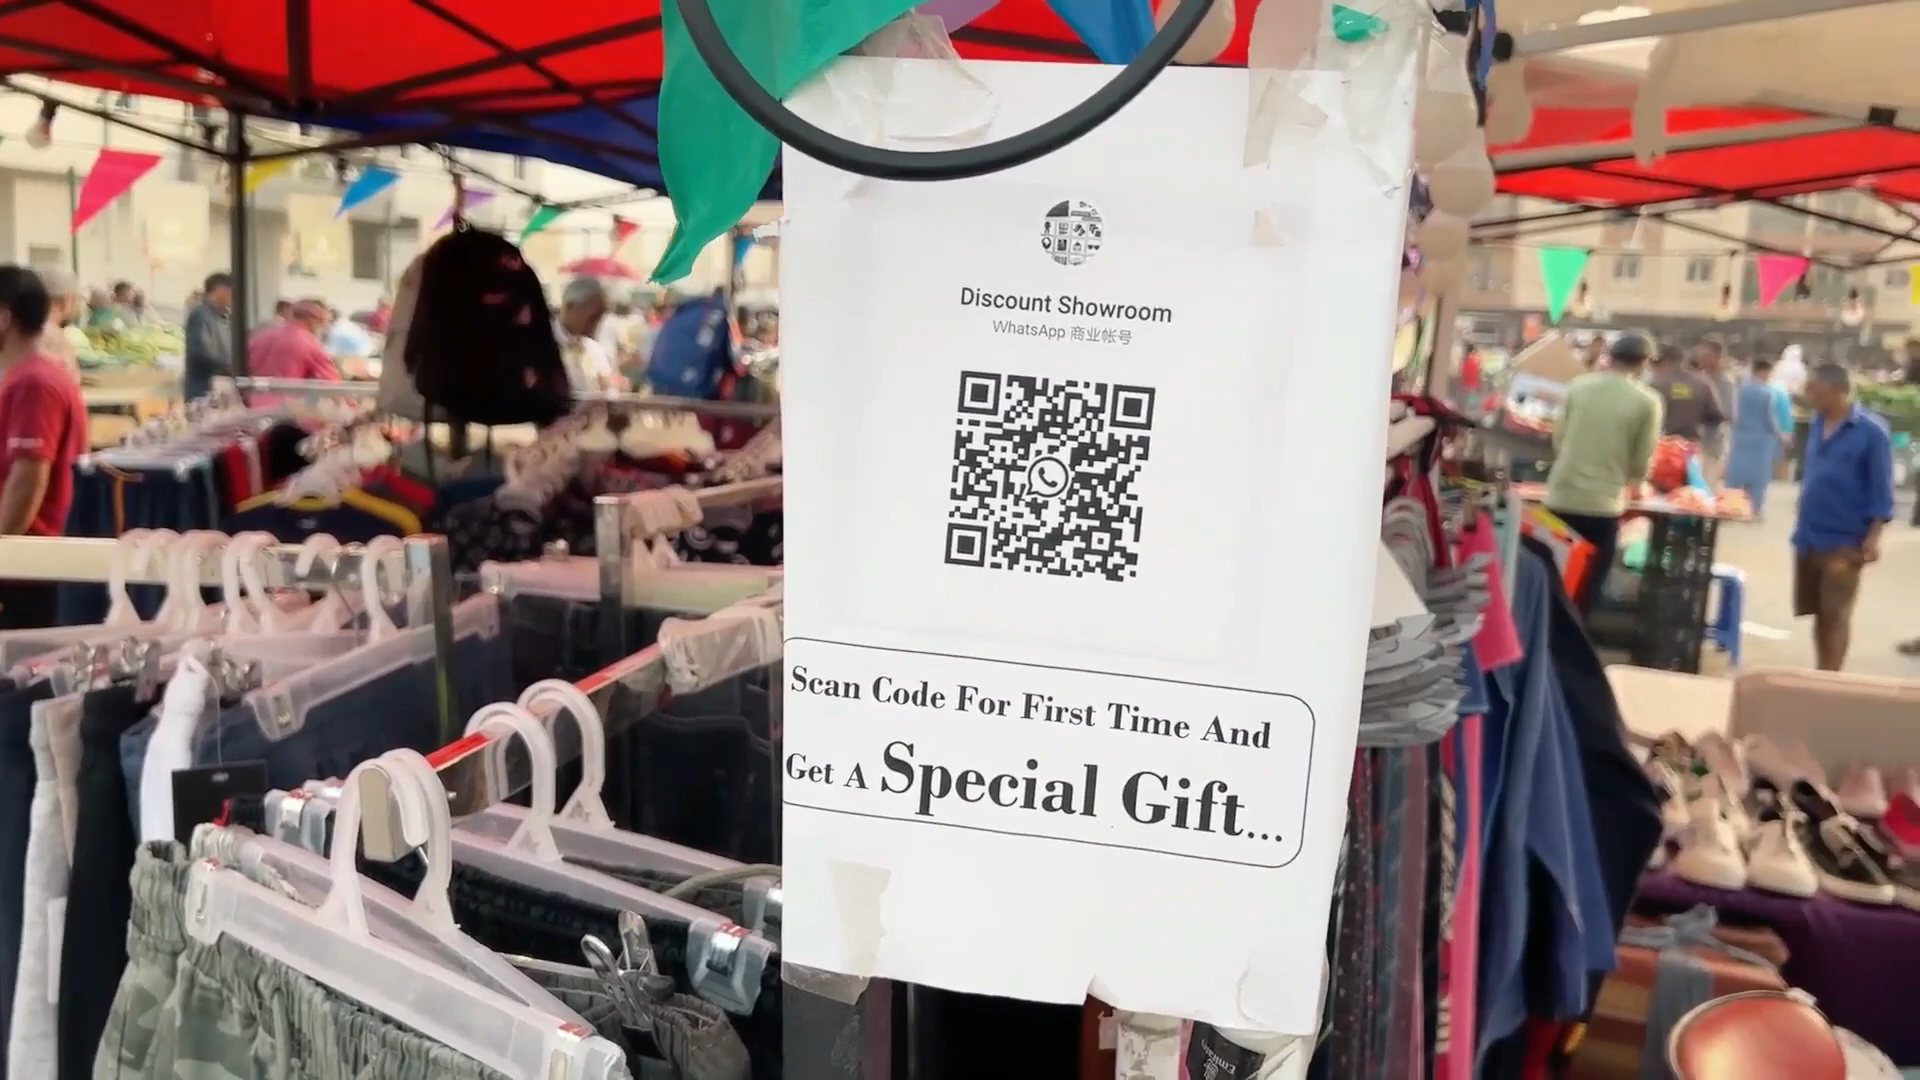 Discount Showroom
WhatsApp 商业帐号
Scan Code For First Time And
Get A Special Gift...